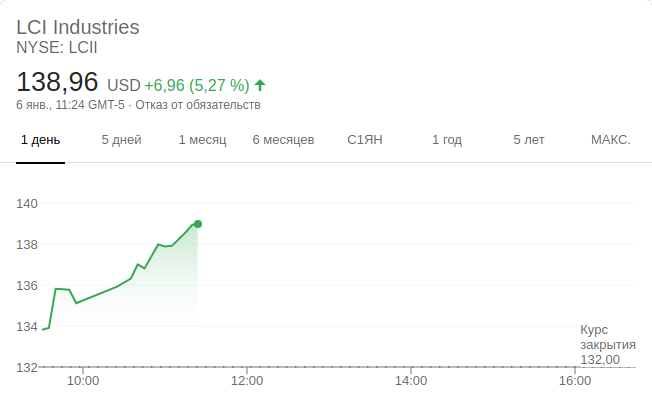 LCI Industries
NYSE: LCII
138,96 USD +6,96 (5,27 %)
6 янв., 11:24 GMT-5 · Отказ от обязательств
1 день 5 дней 1 месяц 6 месяцев С1ЯН 1 год 5 лет МАКС.
140
138
136
134
132
Курс
закрытия
132,00
10:00 12:00 14:00 16:00